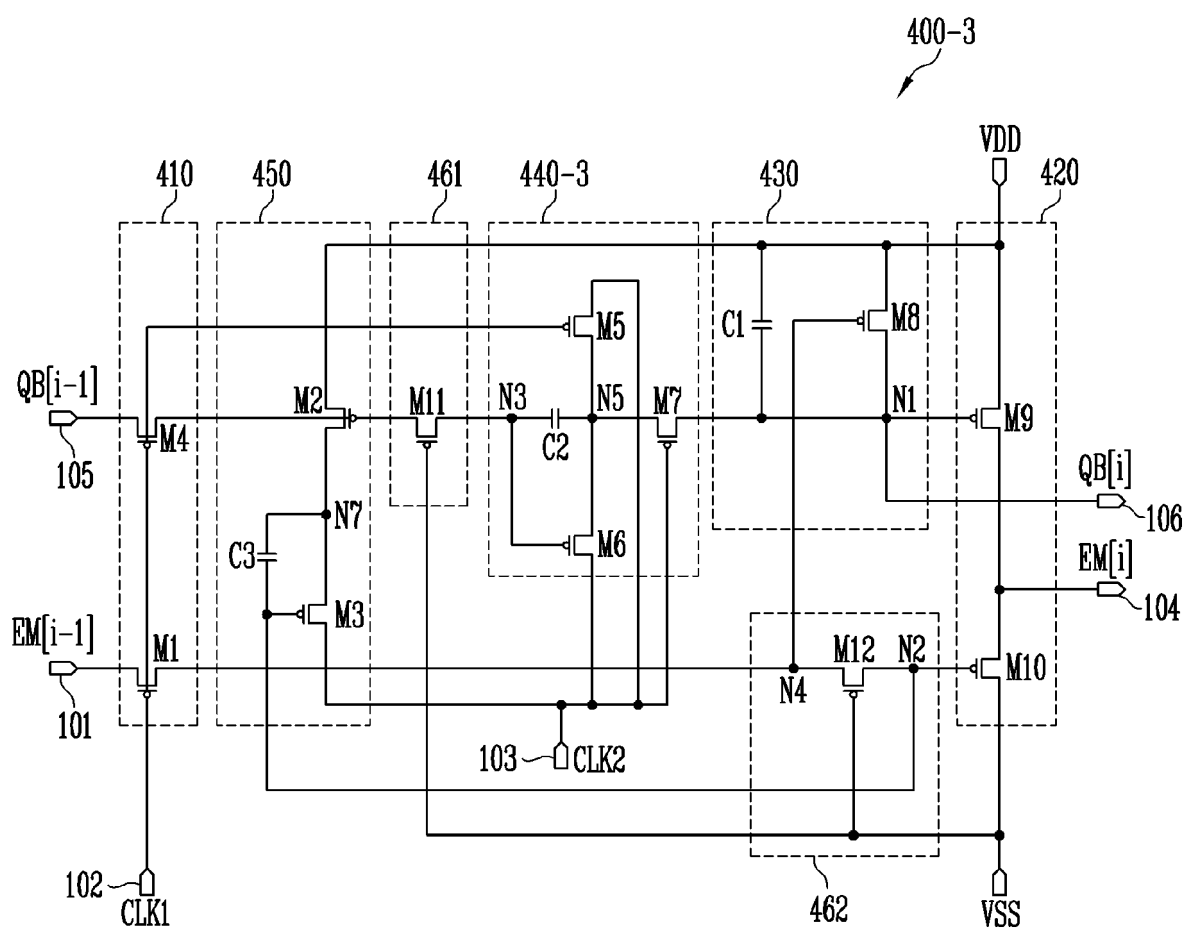 400-3
VDD
410
450
461
440-3
430
420
M5
C1
M8
QB[i-1]
M4
M2
M11
N3
C2
N5
M7
N1
M9
105
QB[i]
106
N7
C3
M6
EM[i]
104
M3
EM[i-1]
M1
M12
N2
M10
N4
101
103
CLK2
102
CLK1
462
VSS